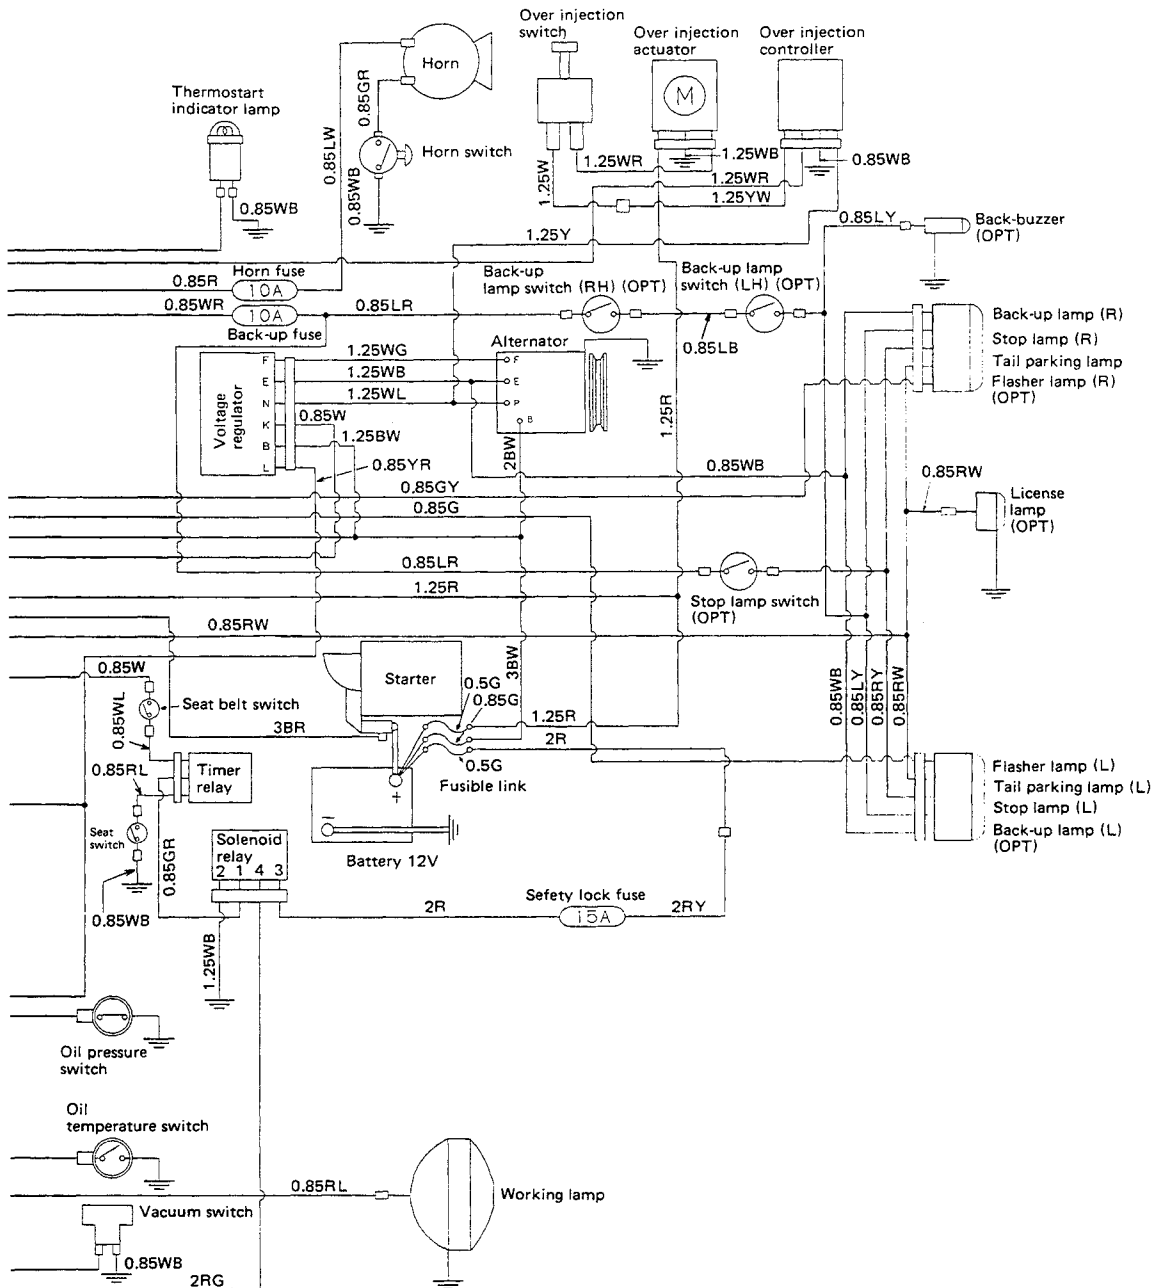 Over injection
switch
Over injection
actuator
Over injection
controller
Horn
M
Thermostart
indicator lamp
0.85GR
0.85LW
Horn switch
0.85WB
0.85WB
1.25W
1.25WR
1.25WB
0.85WB
1.25WR
1.25YW
1.25Y
0.85LY
Back-buzzer
(OPT)
0.85R
Horn fuse
10A
Back-up
lamp switch (RH) (OPT)
Back-up lamp
switch (LH) (OPT)
0.85WR
10A
Back-up fuse
0.85LR
0.85LB
Back-up lamp (R)
Stop lamp (R)
Tail parking lamp
Flasher lamp (R)
(OPT)
Alternator
Voltage
regulator
F
E
N
K
B
L
1.25WG
1.25WB
1.25WL
0.85W
1.25BW
0.85YR
F
E
P
B
2BW
1.25R
0.85WB
0.85GY
0.85G
0.85RW
License
lamp
(OPT)
0.85LR
1.25R
Stop lamp switch
(OPT)
0.85RW
0.85W
Seat belt switch
0.85WL
Starter
3BW
0.5G
0.85G
1.25R
2R
0.5G
Fusible link
3BR
0.85WB
0.85LY
0.85RY
0.85RW
0.85RL
Timer
relay
+
−
Battery 12V
Flasher lamp (L)
Tail parking lamp (L)
Stop lamp (L)
Back-up lamp (L)
(OPT)
Seat
switch
0.85GR
0.85WB
Solenoid
relay
2 1 4 3
1.25WB
2R
Sefety lock fuse
15A
2RY
Oil pressure
switch
Oil
temperature switch
0.85RL
Working lamp
Vacuum switch
0.85WB
2RG